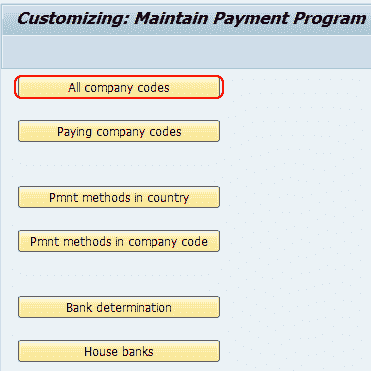 Customizing: Maintain Payment Program
All company codes
Paying company codes
Pmnt methods in country
Pmnt methods in company code
Bank determination
House banks